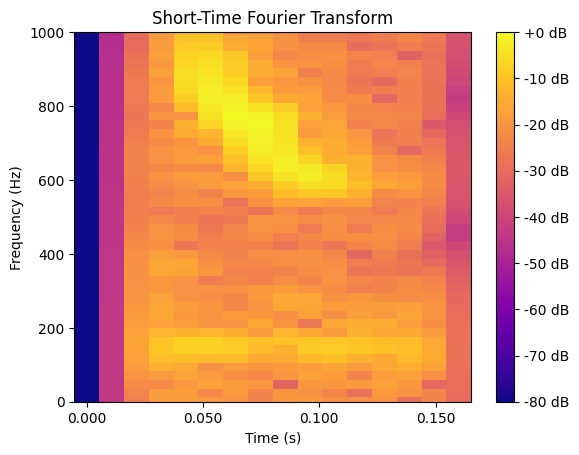 Short-Time Fourier Transform
Frequency (Hz)
1000
800
600
400
200
0
0.000
0.050
0.100
0.150
Time (s)
+0 dB
-10 dB
-20 dB
-30 dB
-40 dB
-50 dB
-60 dB
-70 dB
-80 dB